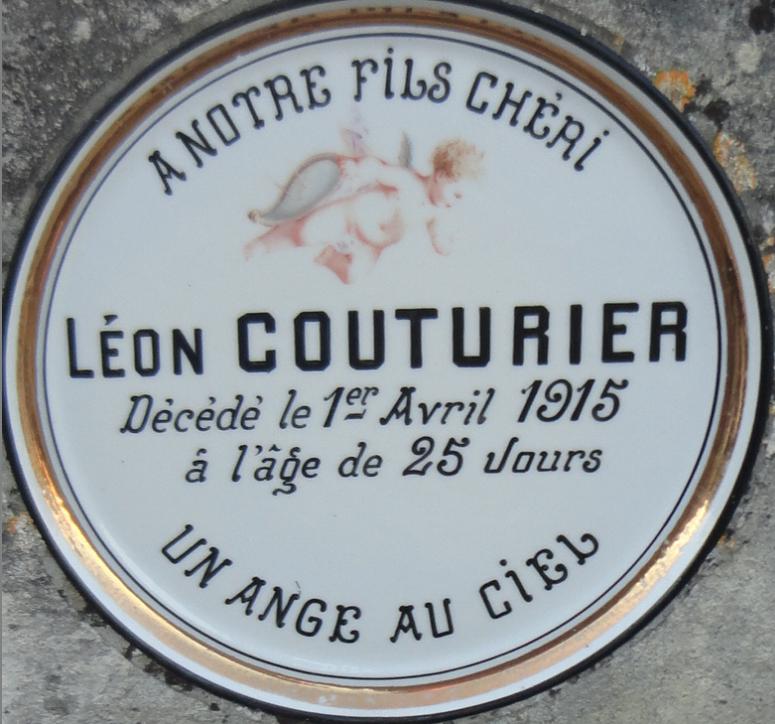 A NOTRE FiLS CHÉRi
LÉON COUTURIER
Décédé le 1er Avril 1915
à l'âge de 25 Jours
UN ANGE AU CiEL